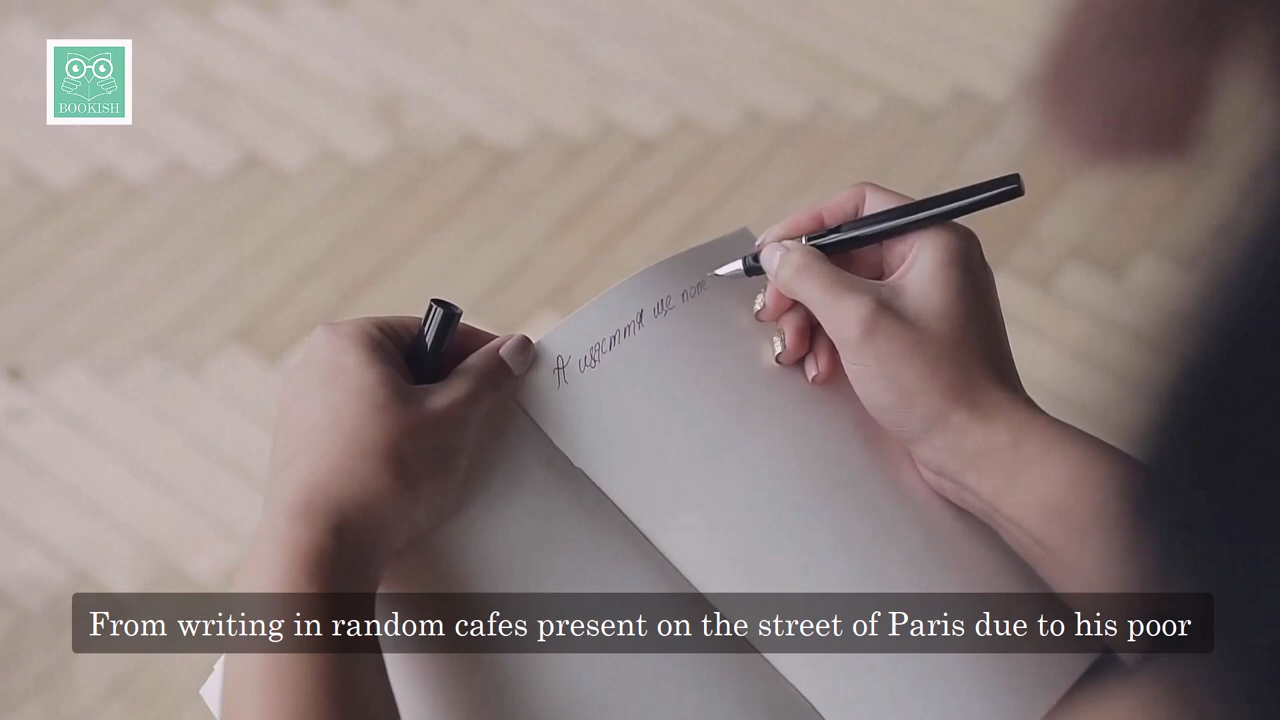 BOOKISH
From writing in random cafes present on the street of Paris due to his poor